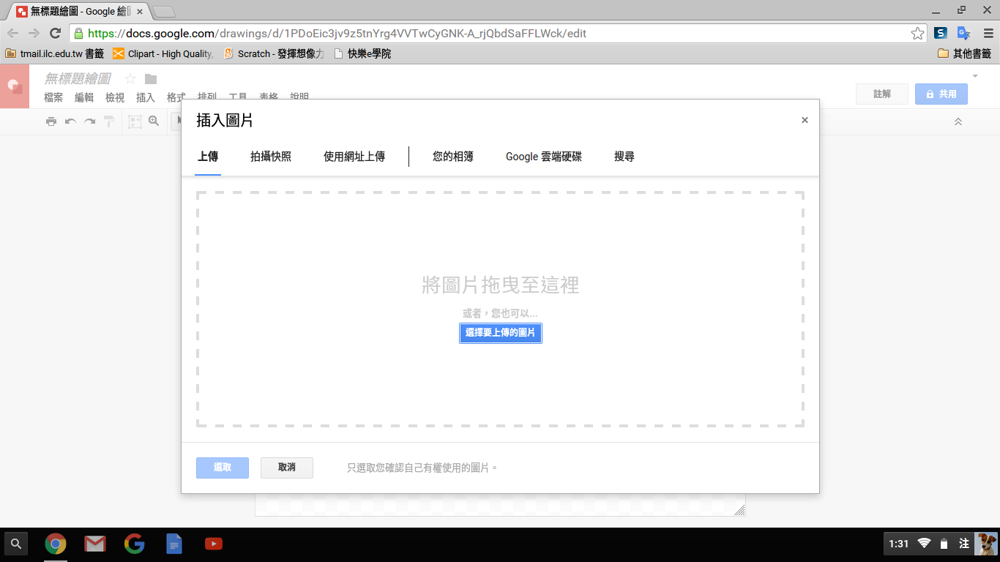 無標題繪圖 - Google 繪
https://docs.google.com/drawings/d/1PDoEic3jv9z5tnYrg4VVTwCyGNK-A_rjQbdSaFFLWck/edit
tmail.ilc.edu.tw 書籤 Clipart - High Quality, Scratch - 發揮想像力 快樂e學院 其他書籤
無標題繪圖
檔案 編輯 檢視 插入 格式 排列 工具 表格 說明
註解 共用
插入圖片
上傳 拍攝快照 使用網址上傳 您的相簿 Google 雲端硬碟 搜尋
將圖片拖曳至這裡
或者，您也可以...
選擇要上傳的圖片
選取 取消 只選取您確認自己有權使用的圖片。
1:31 注